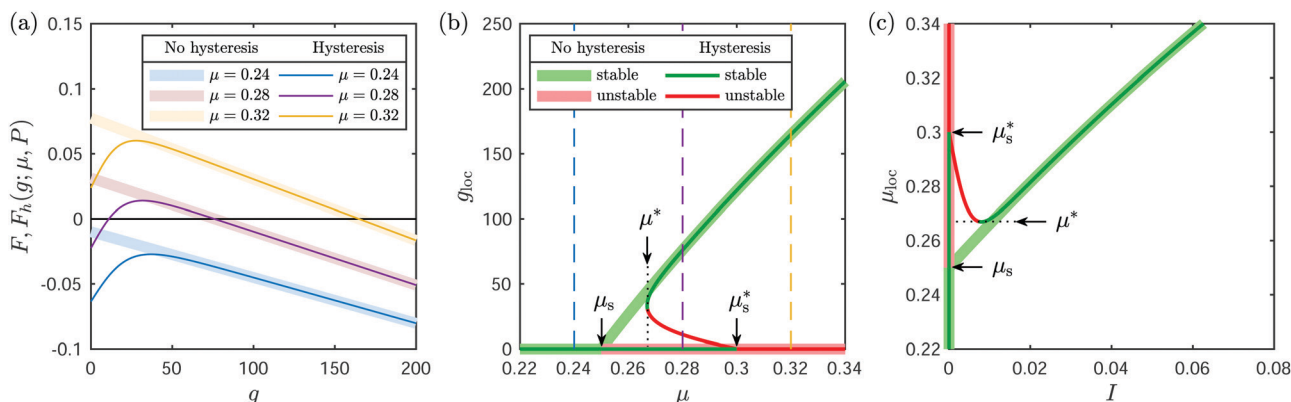 (a)
0.15
0.1
0.05
0
-0.05
-0.1
F, F_h(g; μ, P)
No hysteresis Hysteresis
μ = 0.24 μ = 0.24
μ = 0.28 μ = 0.28
μ = 0.32 μ = 0.32
0 50 100 150 200
g
(b)
250
200
150
100
50
0
g_loc
No hysteresis Hysteresis
stable stable
unstable unstable
μ*
μ_s
μ_s*
0.22 0.24 0.26 0.28 0.3 0.32 0.34
μ
(c)
0.34
0.32
0.3
0.28
0.26
0.24
0.22
μ_loc
μ_s*
μ*
μ_s
0 0.02 0.04 0.06 0.08
I